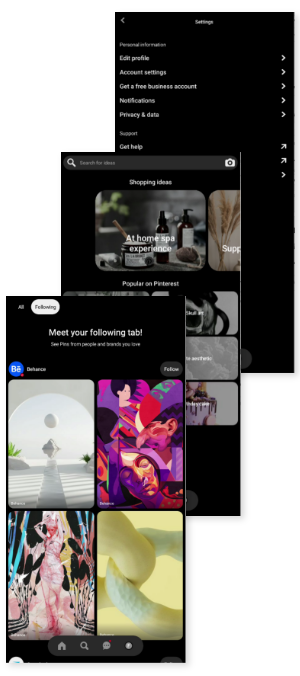 Settings
Personal information
Edit profile
Account settings
Get a free business account
Notifications
Privacy & data
Support
Get help
Search for ideas
Shopping ideas
At home spa
experience
Supp
Popular on Pinterest
Skull art
aesthetic
All
Following
Meet your following tab!
See Pins from people and brands you love
Bē
Behance
Follow
Behance
Behance
Behance
Behance